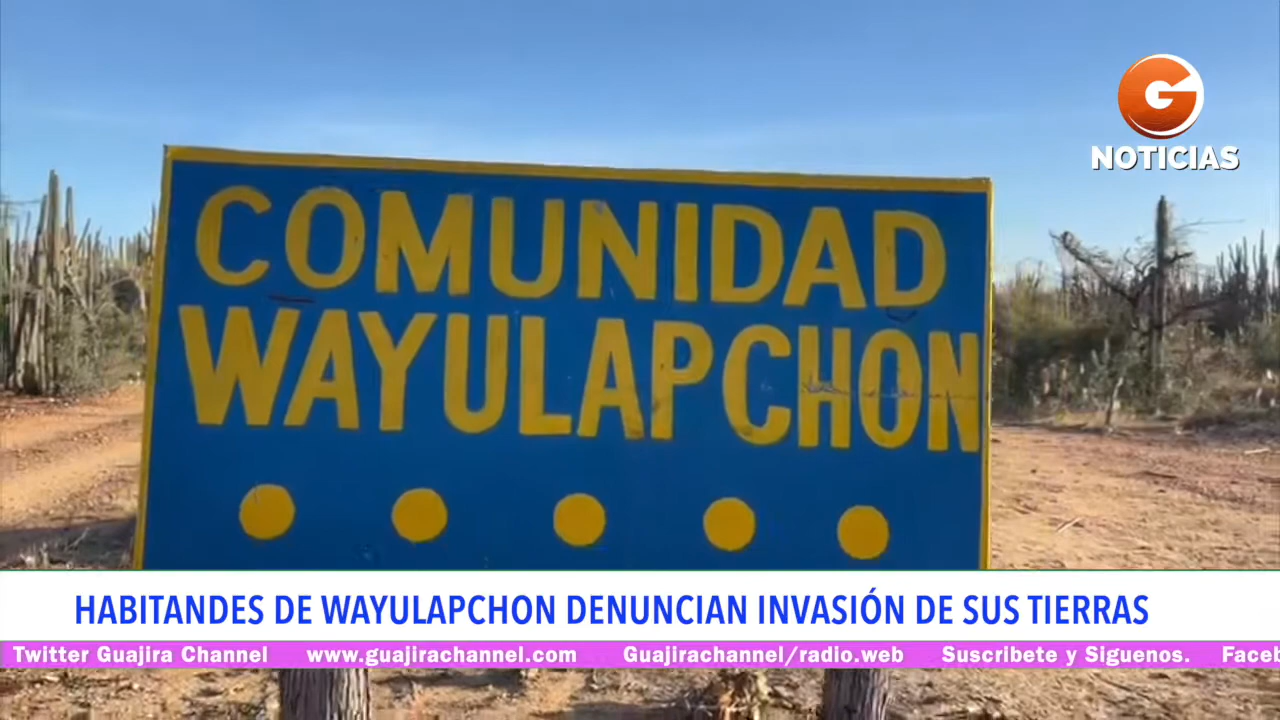 G
NOTICIAS
COMUNIDAD
WAYULAPCHON
HABITANDES DE WAYULAPCHON DENUNCIAN INVASIÓN DE SUS TIERRAS
Twitter Guajira Channel www.guajirachannel.com Guajirachannel/radio.web Suscribete y Siguenos. Faceb